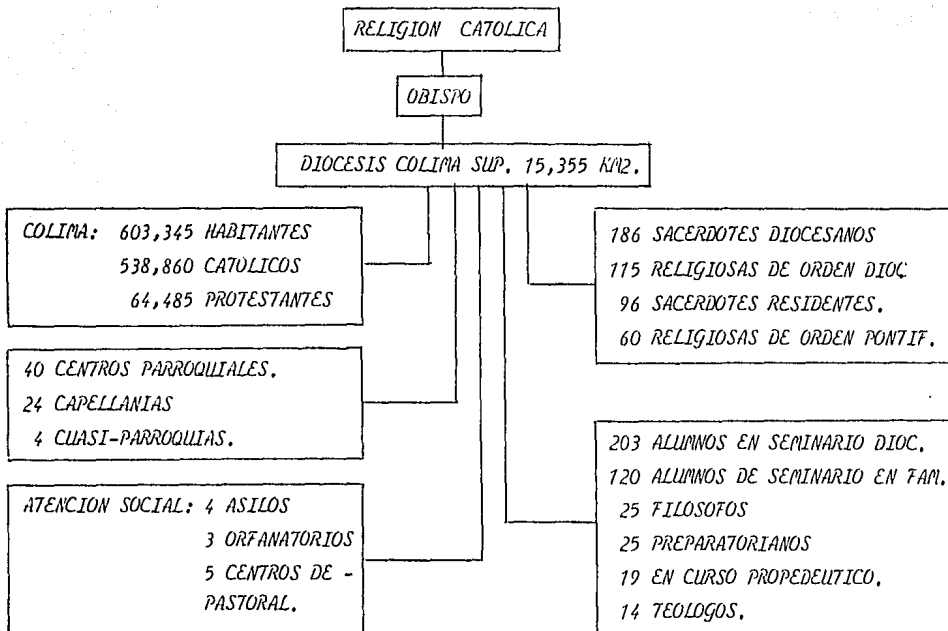 RELIGION CATOLICA
OBISPO
DIOCESIS COLIMA SUP. 15,355 KM2.
COLIMA: 603,345 HABITANTES
538,860 CATOLICOS
64,485 PROTESTANTES
40 CENTROS PARROQUIALES.
24 CAPELLANIAS
4 CUASI-PARROQUIAS.
ATENCION SOCIAL: 4 ASILOS
3 ORFANATORIOS
5 CENTROS DE -
PASTORAL.
186 SACERDOTES DIOCESANOS
115 RELIGIOSAS DE ORDEN DIOC
96 SACERDOTES RESIDENTES.
60 RELIGIOSAS DE ORDEN PONTIF.
203 ALUMNOS EN SEMINARIO DIOC.
120 ALUMNOS DE SEMINARIO EN FAM.
25 FILOSOFOS
25 PREPARATORIANOS
19 EN CURSO PROPEDEUTICO.
14 TEOLOGOS.